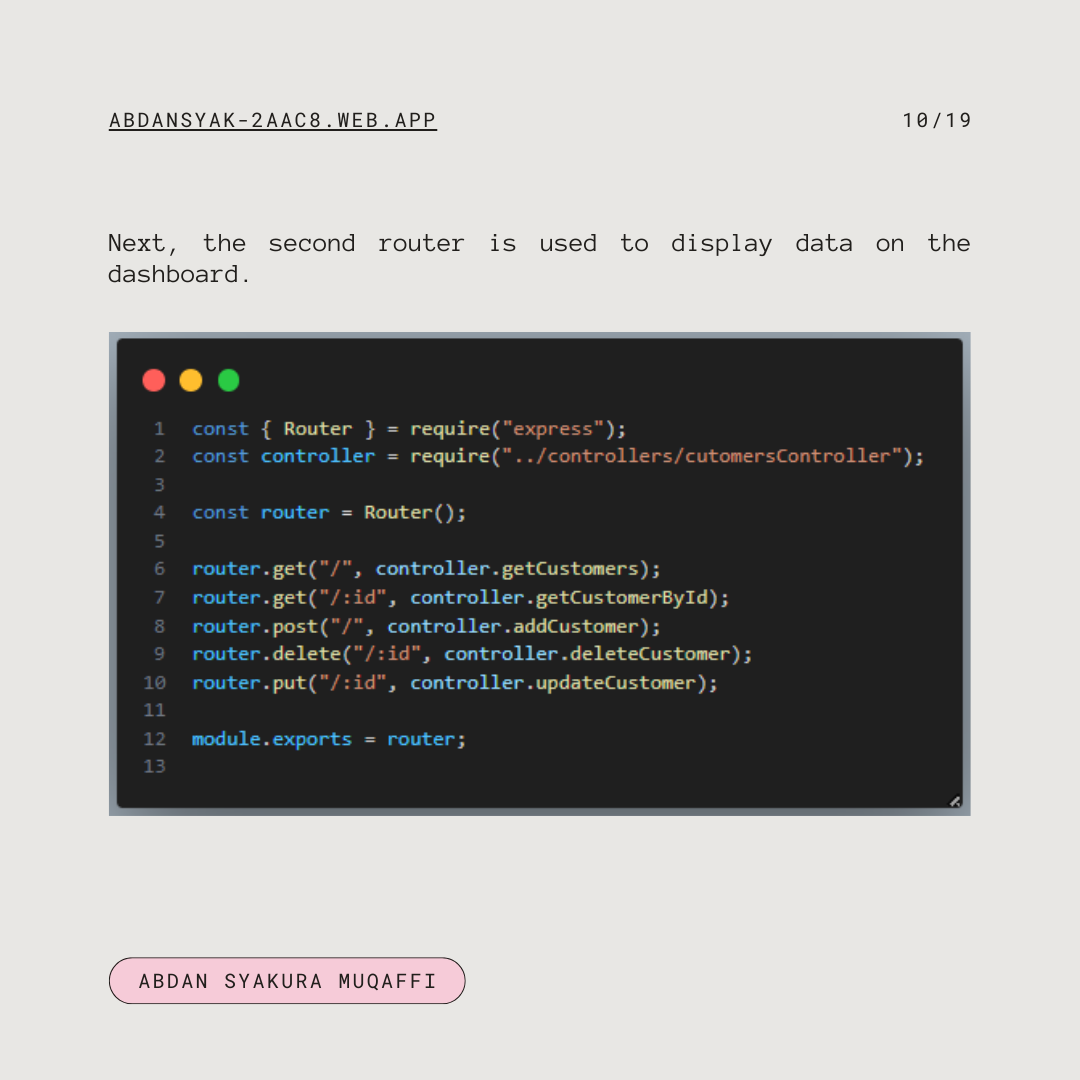 ABDANSYAK-2AAC8.WEB.APP
10/19
Next, the second router is used to display data on the
dashboard.
1 const { Router } = require("express");
2 const controller = require("../controllers/cutomersController");
3
4 const router = Router();
5
6 router.get("/", controller.getCustomers);
7 router.get("/:id", controller.getCustomerById);
8 router.post("/", controller.addCustomer);
9 router.delete("/:id", controller.deleteCustomer);
10 router.put("/:id", controller.updateCustomer);
11
12 module.exports = router;
13
ABDAN SYAKURA MUQAFFI